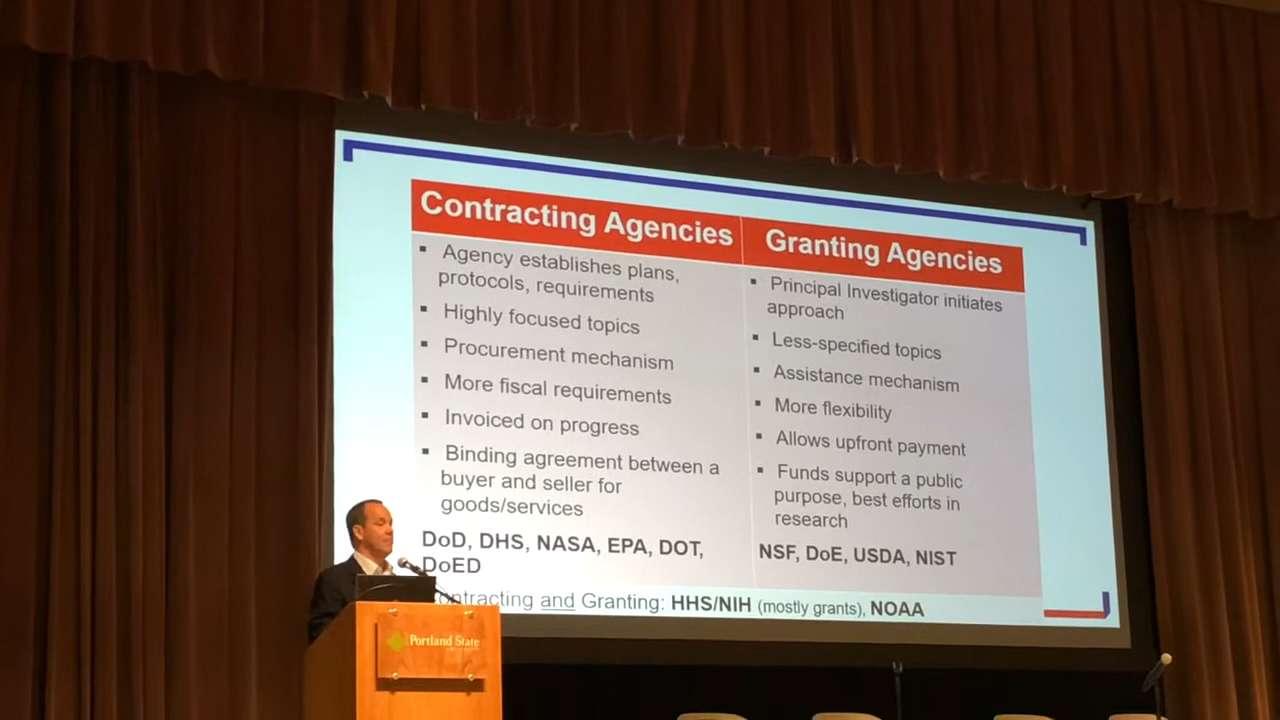 Contracting Agencies
▪ Agency establishes plans,
protocols, requirements
▪ Highly focused topics
▪ Procurement mechanism
▪ More fiscal requirements
▪ Invoiced on progress
▪ Binding agreement between a
buyer and seller for
goods/services
DoD, DHS, NASA, EPA, DOT,
DoED
Granting Agencies
▪ Principal Investigator initiates
approach
▪ Less-specified topics
▪ Assistance mechanism
▪ More flexibility
▪ Allows upfront payment
▪ Funds support a public
purpose, best efforts in
research
NSF, DoE, USDA, NIST
ontracting and Granting: HHS/NIH (mostly grants), NOAA
Portland State
UNIVERSITY